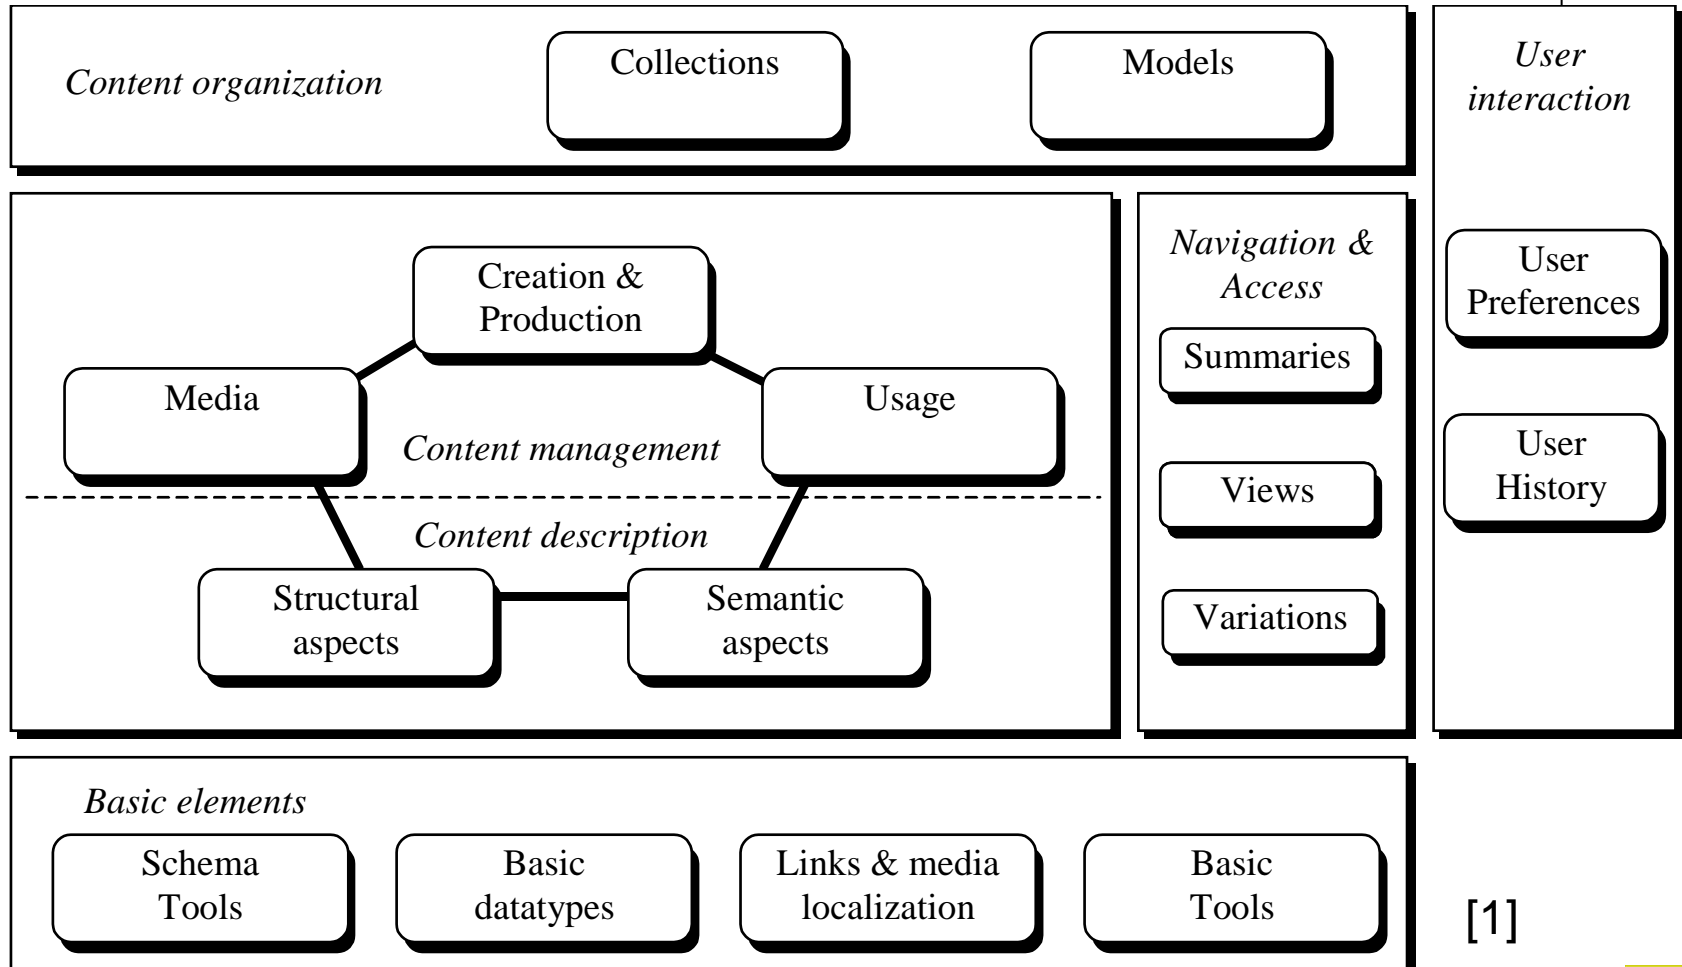 Content organization
Collections
Models
User
interaction
Creation &
Production
Media
Usage
Content management
Content description
Structural
aspects
Semantic
aspects
Navigation &
Access
Summaries
Views
Variations
User
Preferences
User
History
Basic elements
Schema
Tools
Basic
datatypes
Links & media
localization
Basic
Tools
[1]